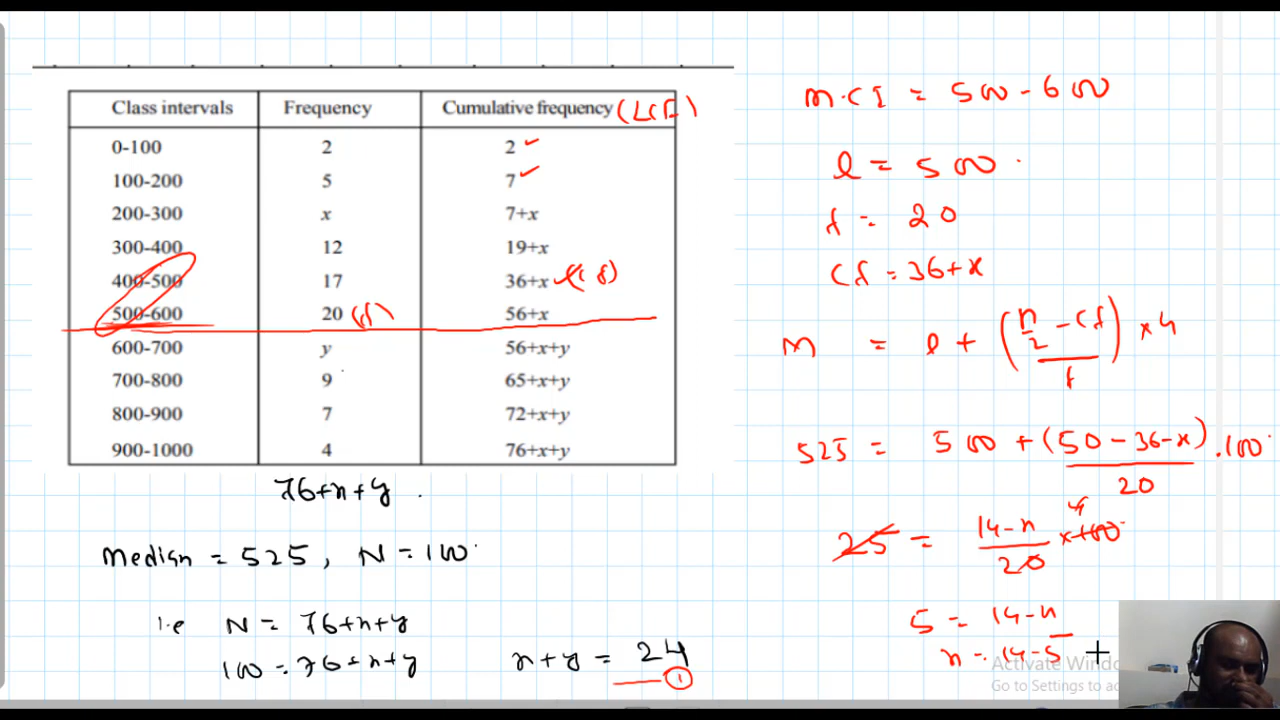 Class intervals Frequency Cumulative frequency (LCF)
0-100 2 2
100-200 5 7
200-300 x 7+x
300-400 12 19+x
400-500 17 36+x (cf)
500-600 20 (f) 56+x
600-700 y 56+x+y
700-800 9 65+x+y
800-900 7 72+x+y
900-1000 4 76+x+y
76+x+y
Median = 525, N = 100
i.e N = 76+x+y
100 = 76+x+y
x+y = 24
1
M.CI = 500 - 600
l = 500
f = 20
Cf = 36+x
M = l + (n/2 - Cf)/f × h
525 = 500 + (50 - 36 - x)/20 . 100
25 = 14-x/20 × 100
5 = 14-x
x = 14-5
Activate Wind
Go to Settings to ac